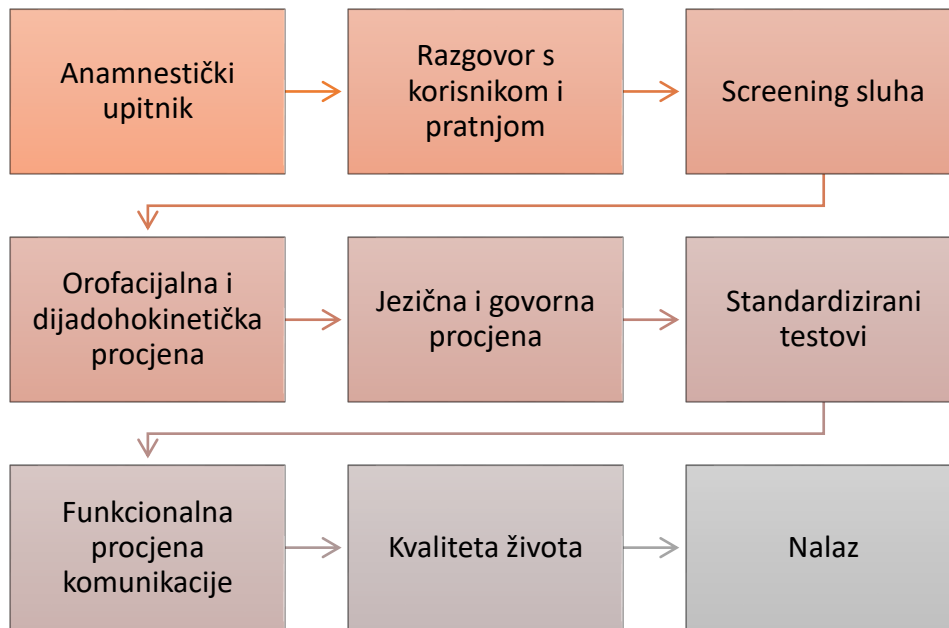 Anamnestički
upitnik
Razgovor s
korisnikom i
pratnjom
Screening sluha
Orofacijalna i
dijadohokinetička
procjena
Jezična i govorna
procjena
Standardizirani
testovi
Funkcionalna
procjena
komunikacije
Kvaliteta života
Nalaz